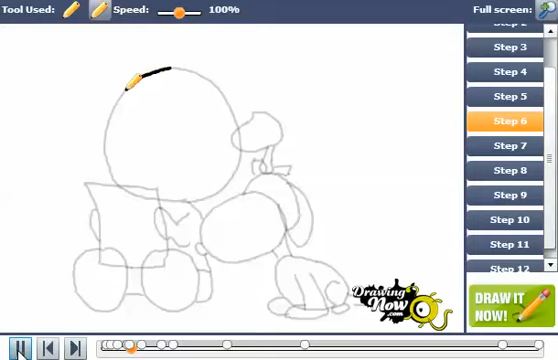 Tool Used: Speed: 100% Full screen:
Step 2
Step 3
Step 4
Step 5
Step 6
Step 7
Step 8
Step 9
Step 10
Step 11
Step 12
Drawing
Now.com
DRAW IT
NOW!